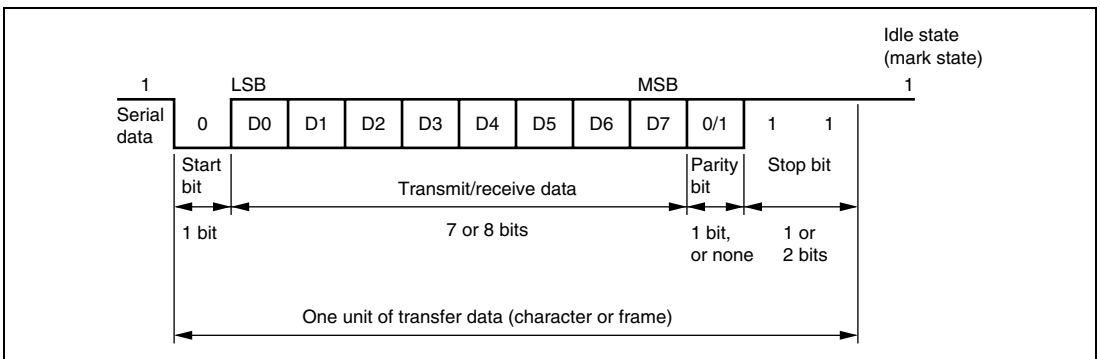 Idle state
(mark state)
1 LSB MSB 1
Serial
data
0 D0 D1 D2 D3 D4 D5 D6 D7 0/1 1 1
Start
bit
Transmit/receive data
Parity
bit
Stop bit
1 bit
7 or 8 bits
1 bit,
or none
1 or
2 bits
One unit of transfer data (character or frame)